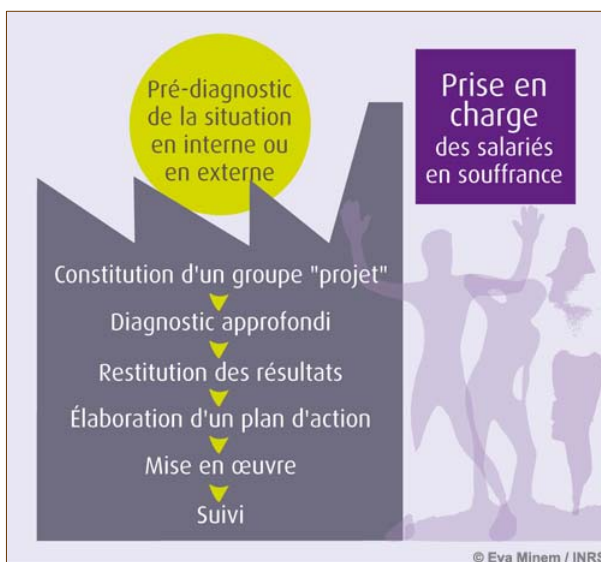 Pré-diagnostic
de la situation
en interne ou
en externe
Prise en
charge
des salariés
en souffrance
Constitution d'un groupe "projet"
Diagnostic approfondi
Restitution des résultats
Élaboration d'un plan d'action
Mise en œuvre
Suivi
© Eva Minem / INRS